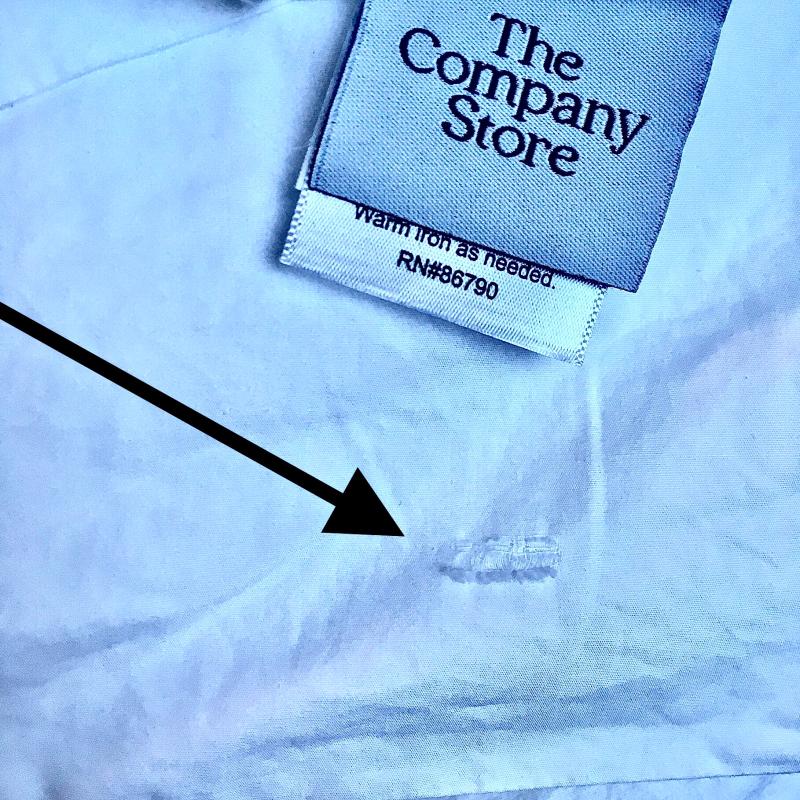 The
Company
Store
Warm iron as needed.
RN#86790